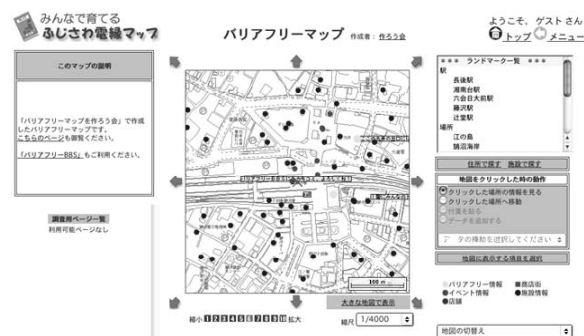 みんなで育てる
ふじさわ電縁マップ
バリアフリーマップ 作成者: 作ろう会
ようこそ、ゲストさん
トップ メニュー
このマップの説明
「バリアフリーマップを作ろう会」で作成
したバリアフリーマップです。
こちらのページも御覧ください。
「バリアフリーBBS」もご利用ください。
調査用ページ一覧
利用可能ページなし
100 m
大きな地図で表示
縮小 1 2 3 4 5 6 7 8 9 10 拡大
縮尺 1/4000
*** ランドマーク一覧 ***
駅
長後駅
湘南台駅
六会日大前駅
藤沢駅
辻堂駅
場所
江の島
鵠沼海岸
住所で探す 施設で探す
地図をクリックした時の動作
クリックした場所の情報を見る
クリックした場所へ移動
付箋を貼る
データを追加する
データの種類を選択してください
地図に表示する項目を選択
バリアフリー情報 商店街
イベント情報 施設情報
店舗
地図の切替え